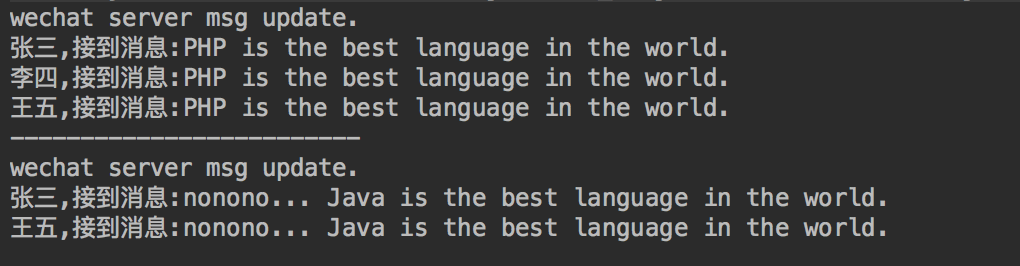 wechat server msg update.
张三,接到消息:PHP is the best language in the world.
李四,接到消息:PHP is the best language in the world.
王五,接到消息:PHP is the best language in the world.
-------------------------
wechat server msg update.
张三,接到消息:nonono... Java is the best language in the world.
王五,接到消息:nonono... Java is the best language in the world.